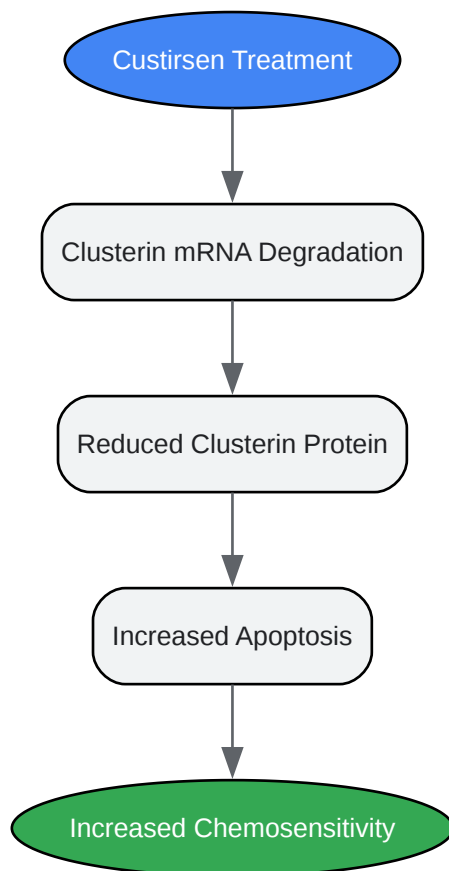 Custirsen Treatment
Clusterin mRNA Degradation
Reduced Clusterin Protein
Increased Apoptosis
Increased Chemosensitivity